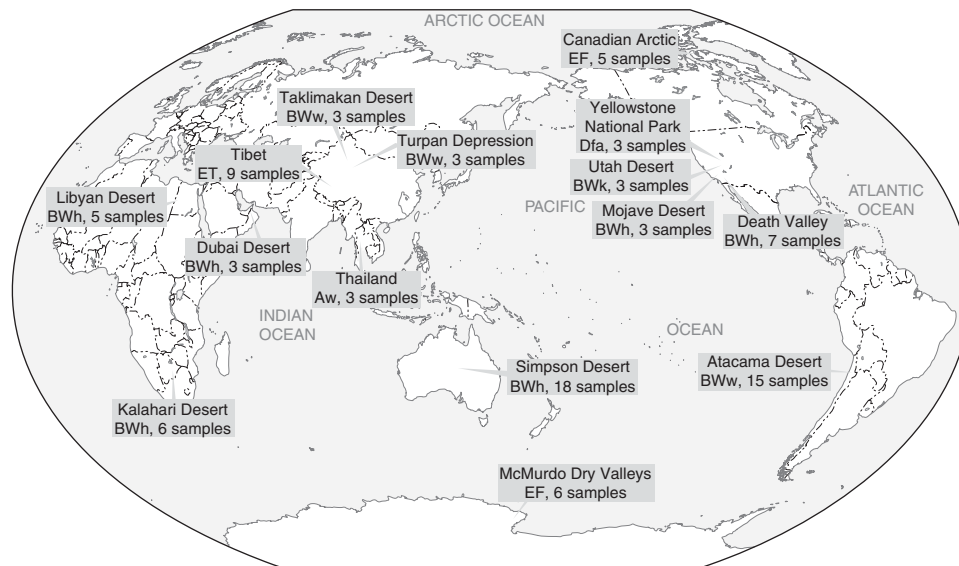 ARCTIC OCEAN
Canadian Arctic
EF, 5 samples
Taklimakan Desert
BWw, 3 samples
Yellowstone
National Park
Dfa, 3 samples
Turpan Depression
BWw, 3 samples
Tibet
ET, 9 samples
Utah Desert
BWk, 3 samples
Libyan Desert
BWh, 5 samples
ATLANTIC
OCEAN
PACIFIC
Mojave Desert
BWh, 3 samples
Death Valley
BWh, 7 samples
Dubai Desert
BWh, 3 samples
Thailand
Aw, 3 samples
INDIAN
OCEAN
OCEAN
Simpson Desert
BWh, 18 samples
Atacama Desert
BWw, 15 samples
Kalahari Desert
BWh, 6 samples
McMurdo Dry Valleys
EF, 6 samples